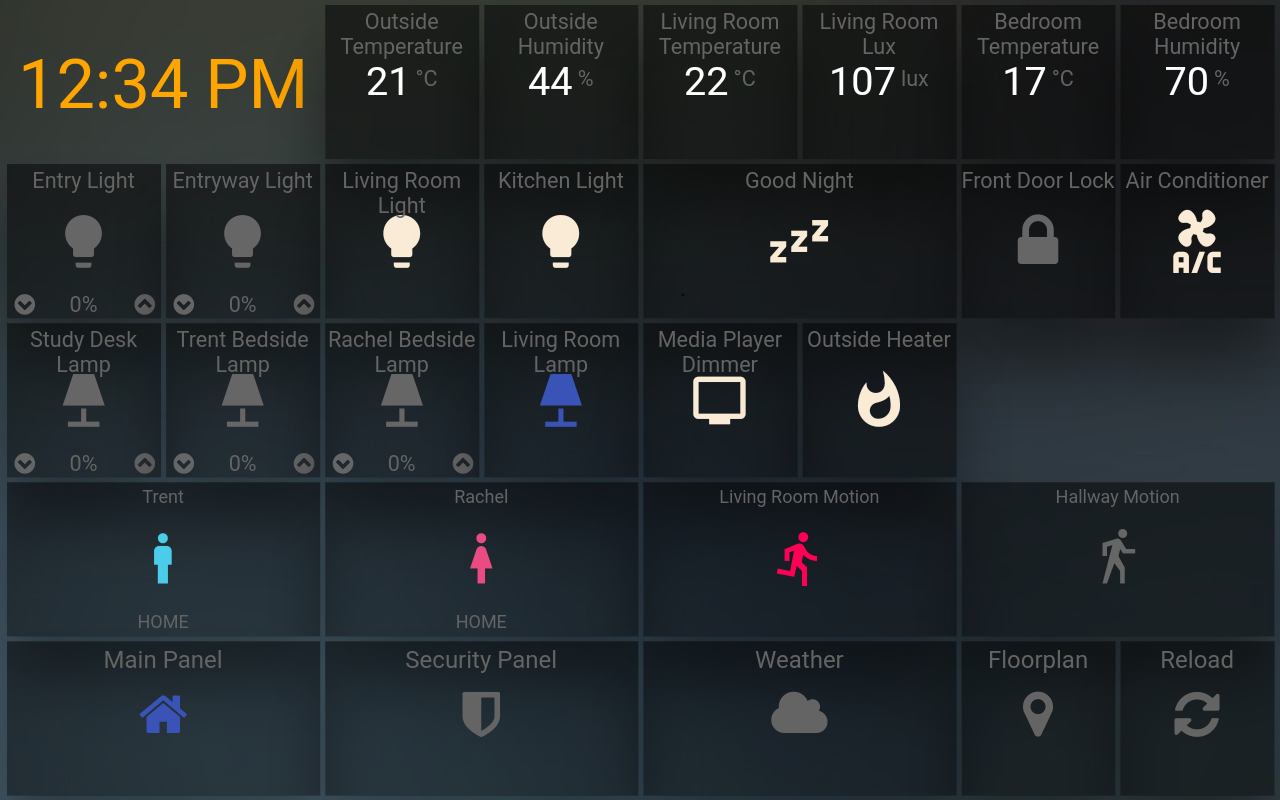 12:34 PM
Outside
Temperature
21 °C
Outside
Humidity
44 %
Living Room
Temperature
22 °C
Living Room
Lux
107 lux
Bedroom
Temperature
17 °C
Bedroom
Humidity
70 %
Entry Light
0%
Entryway Light
0%
Living Room
Light
Kitchen Light
Good Night
zzz
Front Door Lock
Air Conditioner
A/C
Study Desk
Lamp
0%
Trent Bedside
Lamp
0%
Rachel Bedside
Lamp
0%
Living Room
Lamp
Media Player
Dimmer
Outside Heater
Trent
HOME
Rachel
HOME
Living Room Motion
Hallway Motion
Main Panel
Security Panel
Weather
Floorplan
Reload